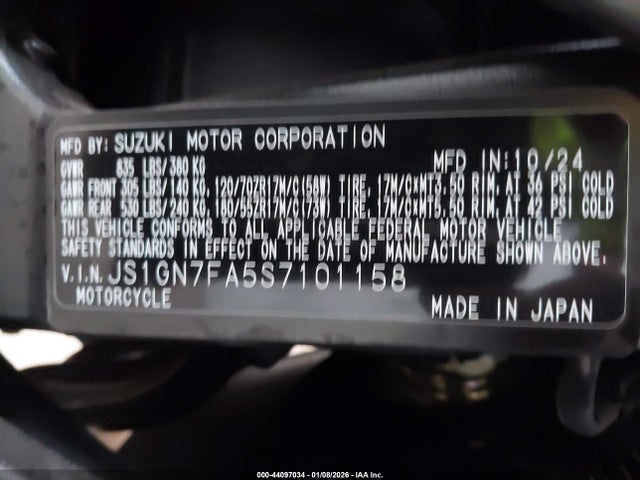 MFD BY: SUZUKI MOTOR CORPORATION
GVWR 835 LBS/380 KG MFD IN:10/24
GAWR FRONT 305 LBS/140 KG, 120/70ZR17M/C(58W) TIRE, 17M/C×MT3.50 RIM, AT 36 PSI COLD
GAWR REAR 530 LBS/240 KG, 180/55ZR17M/C(73W) TIRE, 17M/C×MT5.50 RIM, AT 42 PSI COLD
THIS VEHICLE CONFORMS TO ALL APPLICABLE FEDERAL MOTOR VEHICLE
SAFETY STANDARDS IN EFFECT ON THE DATE OF MANUFACTURE SHOWN ABOVE.
V.I.N. JS1GN7FA5S7101158
MOTORCYCLE MADE IN JAPAN
000-44097034 - 01/08/2026 - IAA Inc.